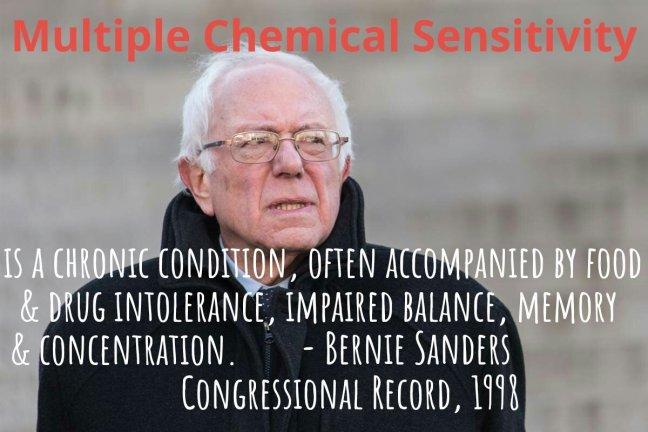 Multiple Chemical Sensitivity
is a chronic condition, often accompanied by food
& drug intolerance, impaired balance, memory
& concentration. - Bernie Sanders
Congressional Record, 1998